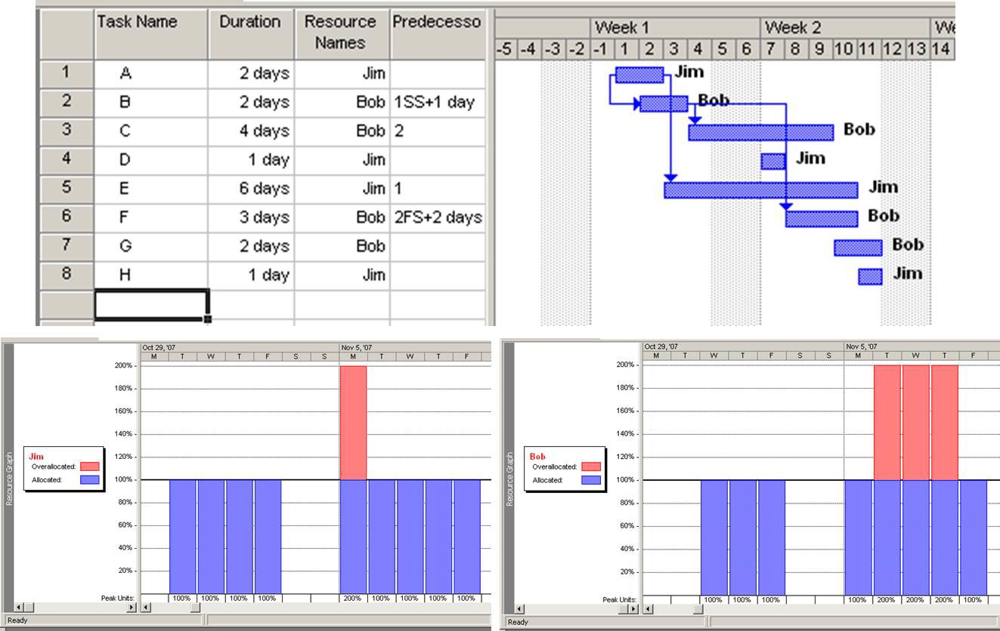 Task Name Duration Resource Names Predecesso
1 A 2 days Jim
2 B 2 days Bob 1SS+1 day
3 C 4 days Bob 2
4 D 1 day Jim
5 E 6 days Jim 1
6 F 3 days Bob 2FS+2 days
7 G 2 days Bob
8 H 1 day Jim
Week 1 Week 2 We
-5 -4 -3 -2 -1 1 2 3 4 5 6 7 8 9 10 11 12 13 14
Jim
Bob
Bob
Jim
Jim
Bob
Bob
Jim
Oct 29, '07 Nov 5, '07
M T W T F S S M T W T F
200%
180%
160%
140%
120%
100%
80%
60%
40%
20%
Resource Graph
Jim
Overallocated:
Allocated:
Peak Units: 100% 100% 100% 100% 200% 100% 100% 100% 100%
Ready
Oct 29, '07 Nov 5, '07
M T W T F S S M T W T F
200%
180%
160%
140%
120%
100%
80%
60%
40%
20%
Resource Graph
Bob
Overallocated:
Allocated:
Peak Units: 100% 100% 100% 100% 200% 200% 200% 100%
Ready